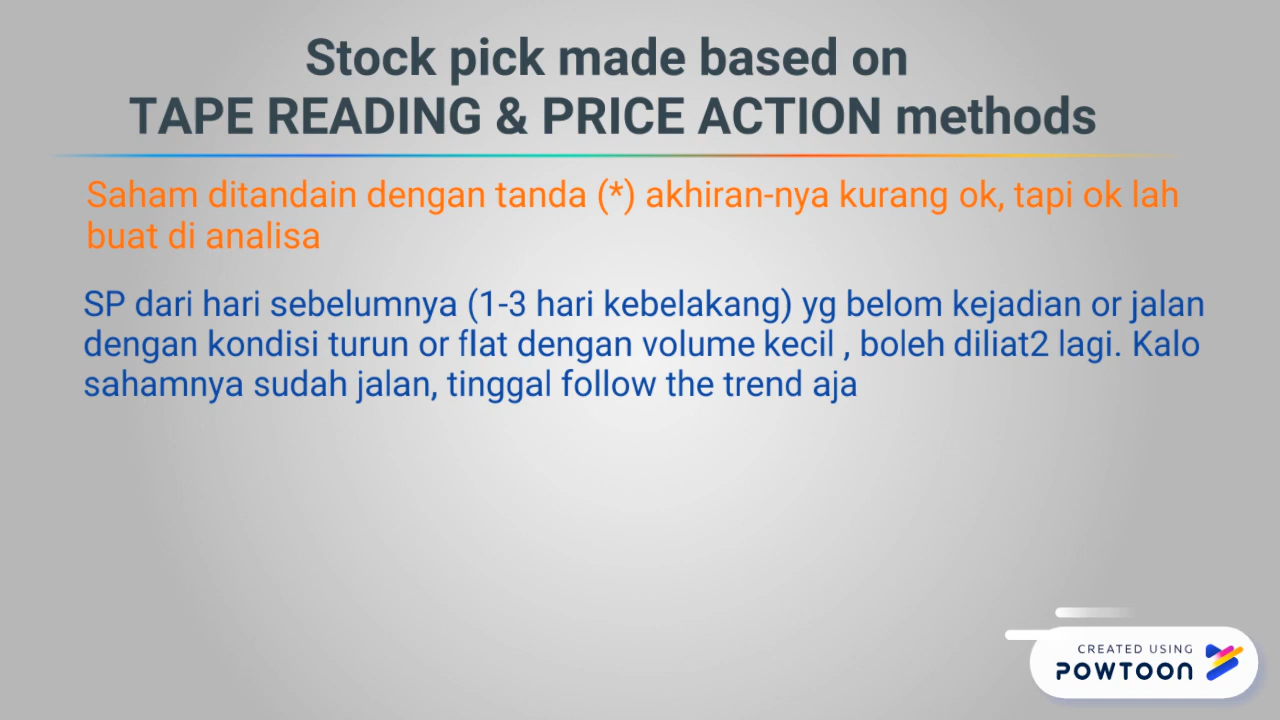 Stock pick made based on
TAPE READING & PRICE ACTION methods
Saham ditandain dengan tanda (*) akhiran-nya kurang ok, tapi ok lah
buat di analisa
SP dari hari sebelumnya (1-3 hari kebelakang) yg belom kejadian or jalan
dengan kondisi turun or flat dengan volume kecil , boleh diliat2 lagi. Kalo
sahamnya sudah jalan, tinggal follow the trend aja
CREATED USING
POWTOON